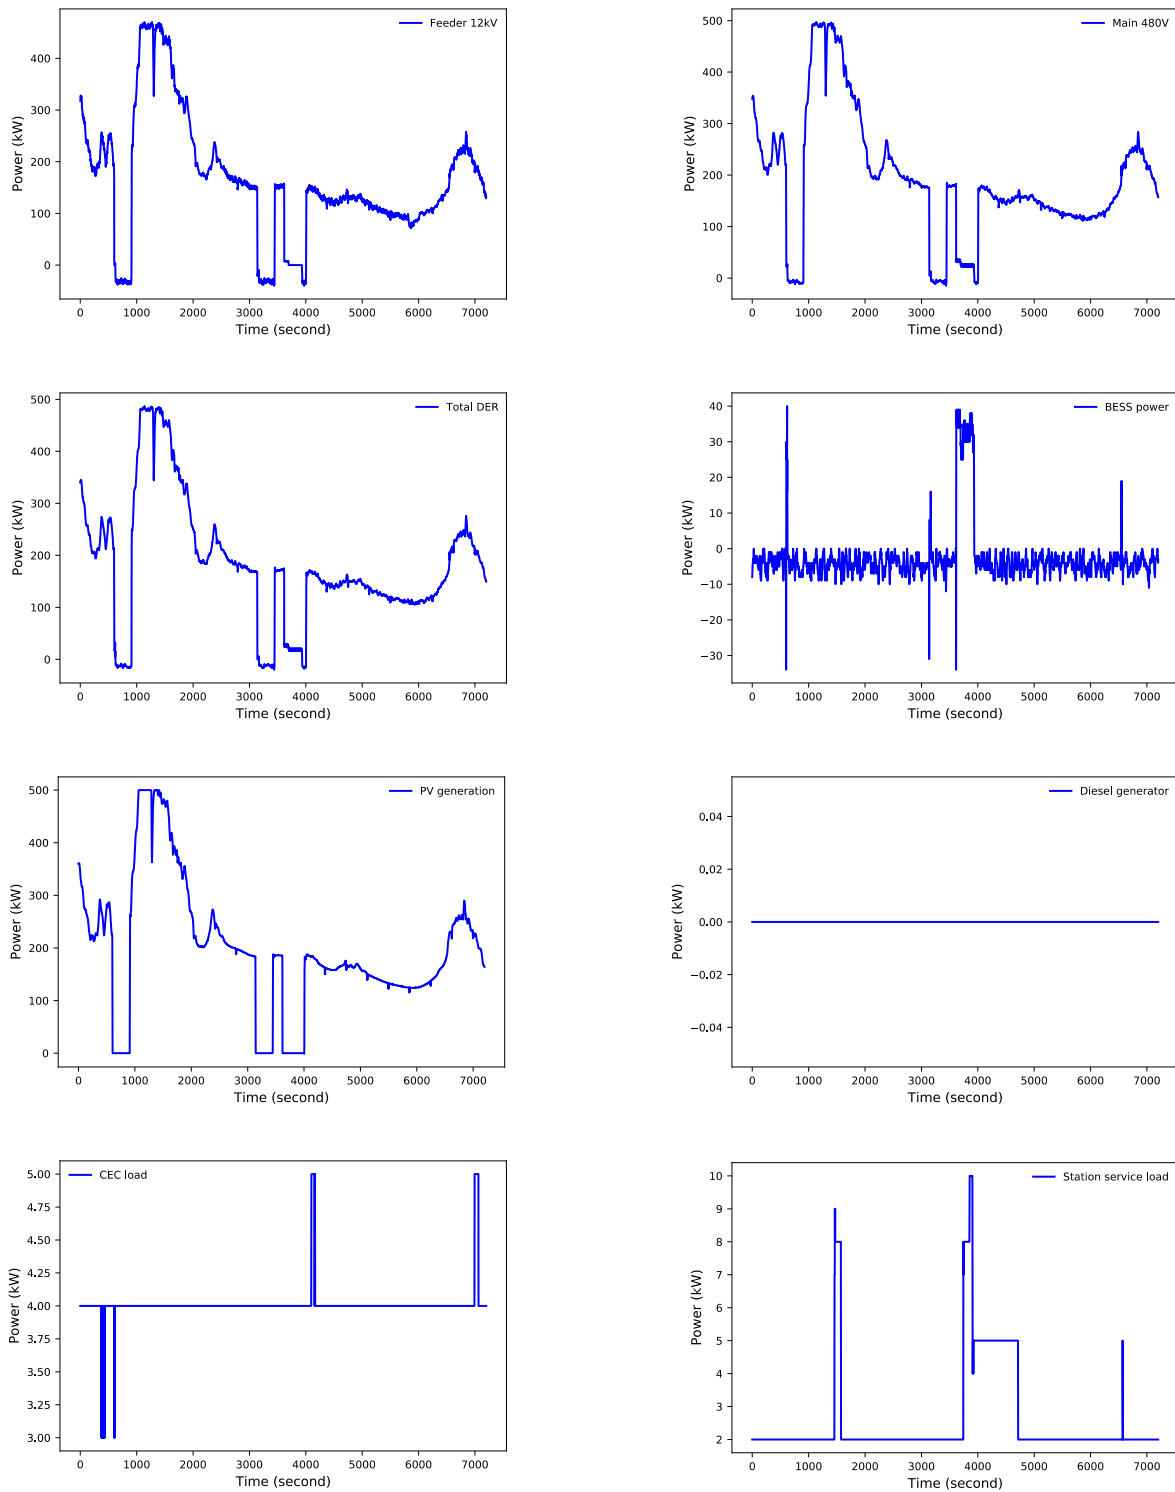 Feeder 12kV
Power (kW)
400
300
200
100
0
0 1000 2000 3000 4000 5000 6000 7000
Time (second)
Main 480V
Power (kW)
500
400
300
200
100
0
0 1000 2000 3000 4000 5000 6000 7000
Time (second)
Total DER
Power (kW)
500
400
300
200
100
0
0 1000 2000 3000 4000 5000 6000 7000
Time (second)
BESS power
Power (kW)
40
30
20
10
0
−10
−20
−30
0 1000 2000 3000 4000 5000 6000 7000
Time (second)
PV generation
Power (kW)
500
400
300
200
100
0
0 1000 2000 3000 4000 5000 6000 7000
Time (second)
Diesel generator
Power (kW)
0.04
0.02
0.00
−0.02
−0.04
0 1000 2000 3000 4000 5000 6000 7000
Time (second)
CEC load
Power (kW)
5.00
4.75
4.50
4.25
4.00
3.75
3.50
3.25
3.00
0 1000 2000 3000 4000 5000 6000 7000
Time (second)
Station service load
Power (kW)
10
9
8
7
6
5
4
3
2
0 1000 2000 3000 4000 5000 6000 7000
Time (second)